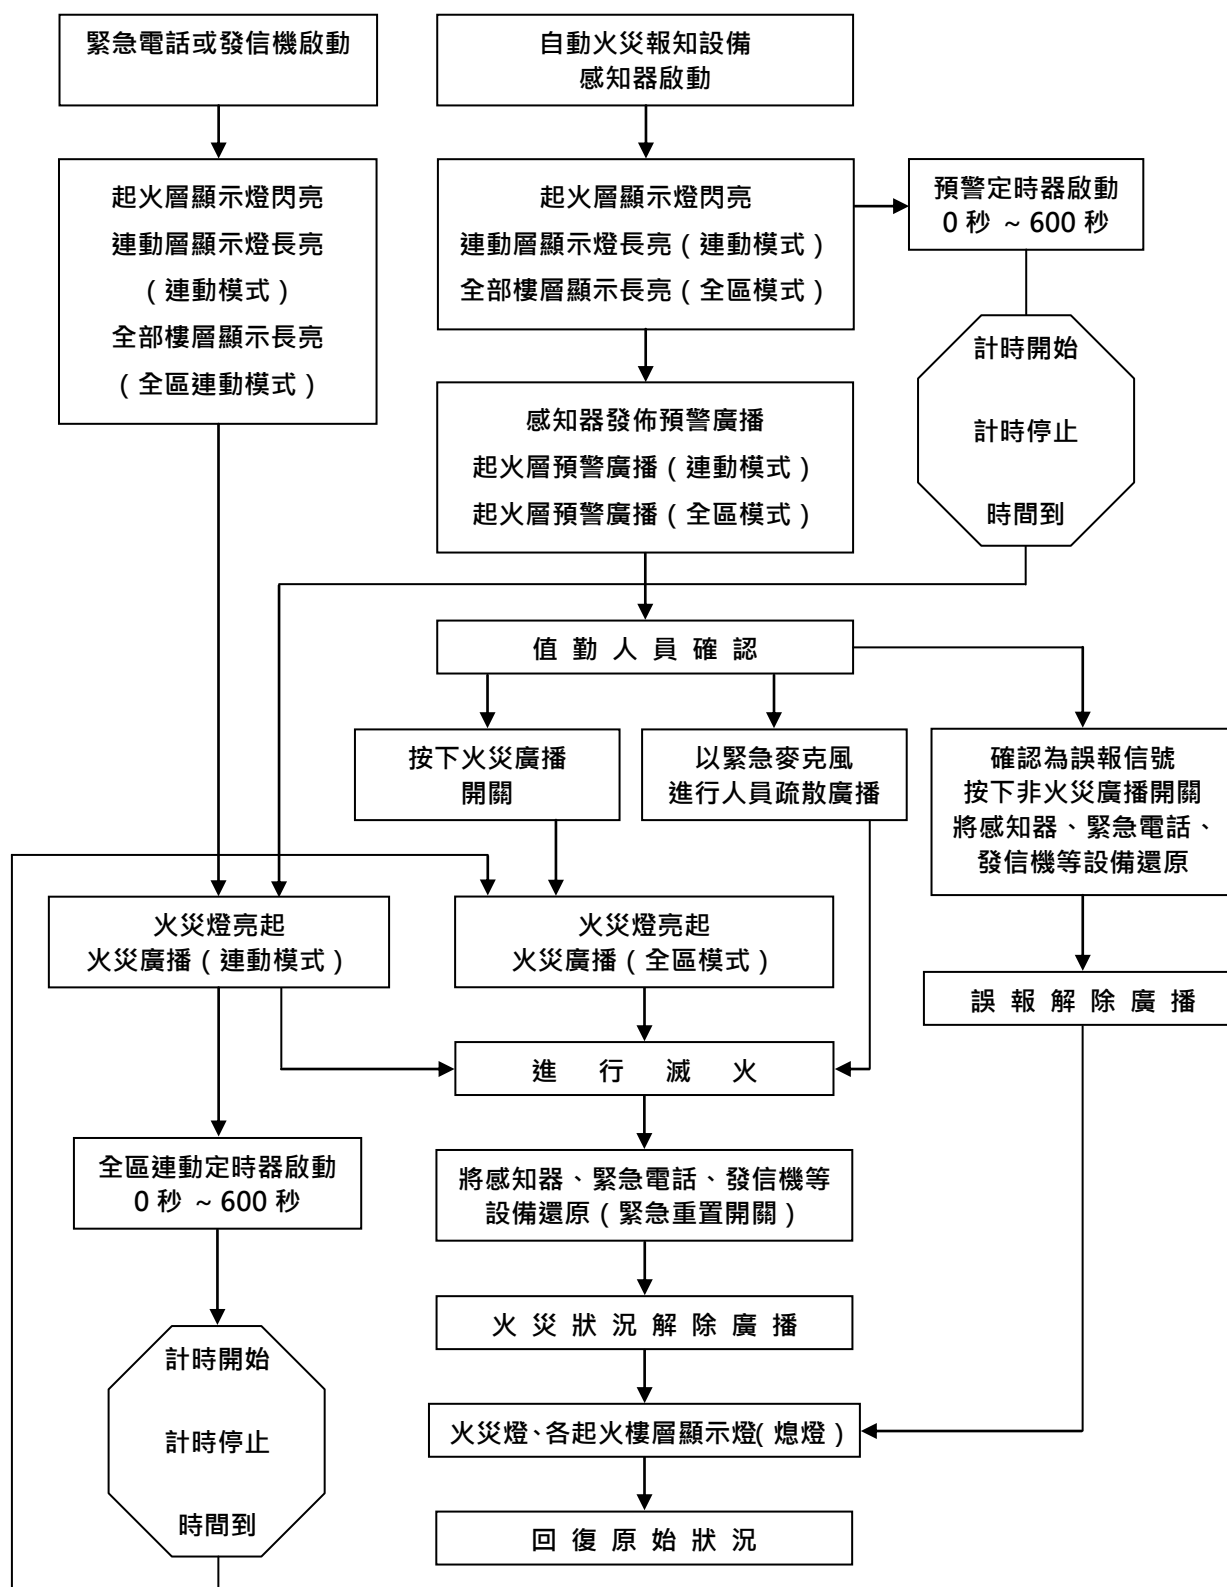 緊急電話或發信機啟動
自動火災報知設備
感知器啟動
起火層顯示燈閃亮
連動層顯示燈長亮
(連動模式)
全部樓層顯示長亮
(全區連動模式)
起火層顯示燈閃亮
連動層顯示燈長亮(連動模式)
全部樓層顯示長亮(全區模式)
預警定時器啟動
0 秒 ~ 600 秒
計時開始
計時停止
時間到
感知器發佈預警廣播
起火層預警廣播(連動模式)
起火層預警廣播(全區模式)
值勤人員確認
按下火災廣播
開關
以緊急麥克風
進行人員疏散廣播
確認為誤報信號
按下非火災廣播開關
將感知器、緊急電話、
發信機等設備還原
火災燈亮起
火災廣播(連動模式)
火災燈亮起
火災廣播(全區模式)
誤報解除廣播
進行滅火
全區連動定時器啟動
0 秒 ~ 600 秒
將感知器、緊急電話、發信機等
設備還原(緊急重置開關)
火災狀況解除廣播
計時開始
計時停止
時間到
火災燈、各起火樓層顯示燈(熄燈)
回復原始狀況